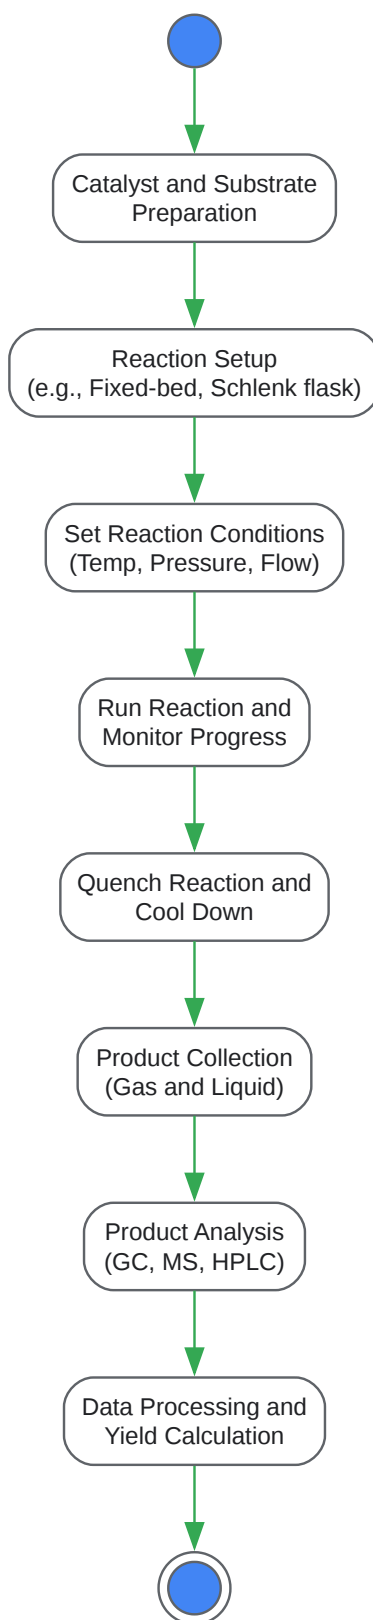 Catalyst and Substrate
Preparation
Reaction Setup
(e.g., Fixed-bed, Schlenk flask)
Set Reaction Conditions
(Temp, Pressure, Flow)
Run Reaction and
Monitor Progress
Quench Reaction and
Cool Down
Product Collection
(Gas and Liquid)
Product Analysis
(GC, MS, HPLC)
Data Processing and
Yield Calculation